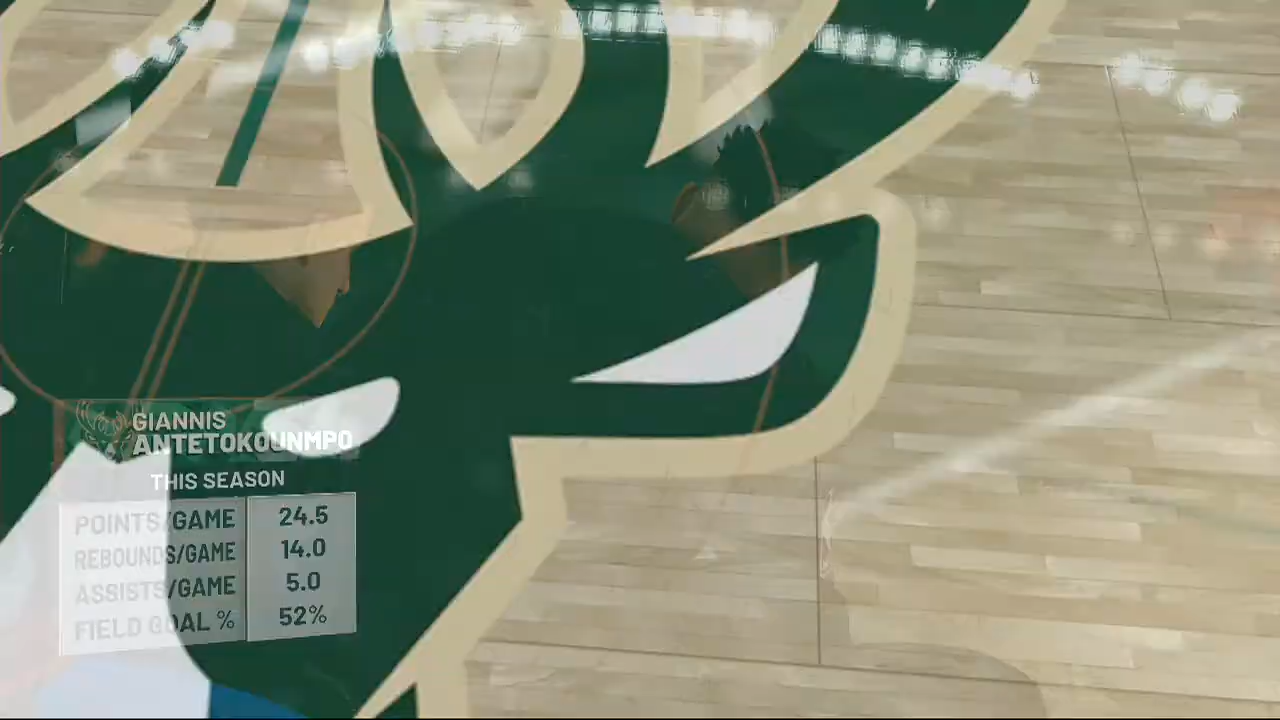 GIANNIS
ANTETOKOUNMPO
THIS SEASON
POINTS/GAME 24.5
REBOUNDS/GAME 14.0
ASSISTS/GAME 5.0
FIELD GOAL % 52%